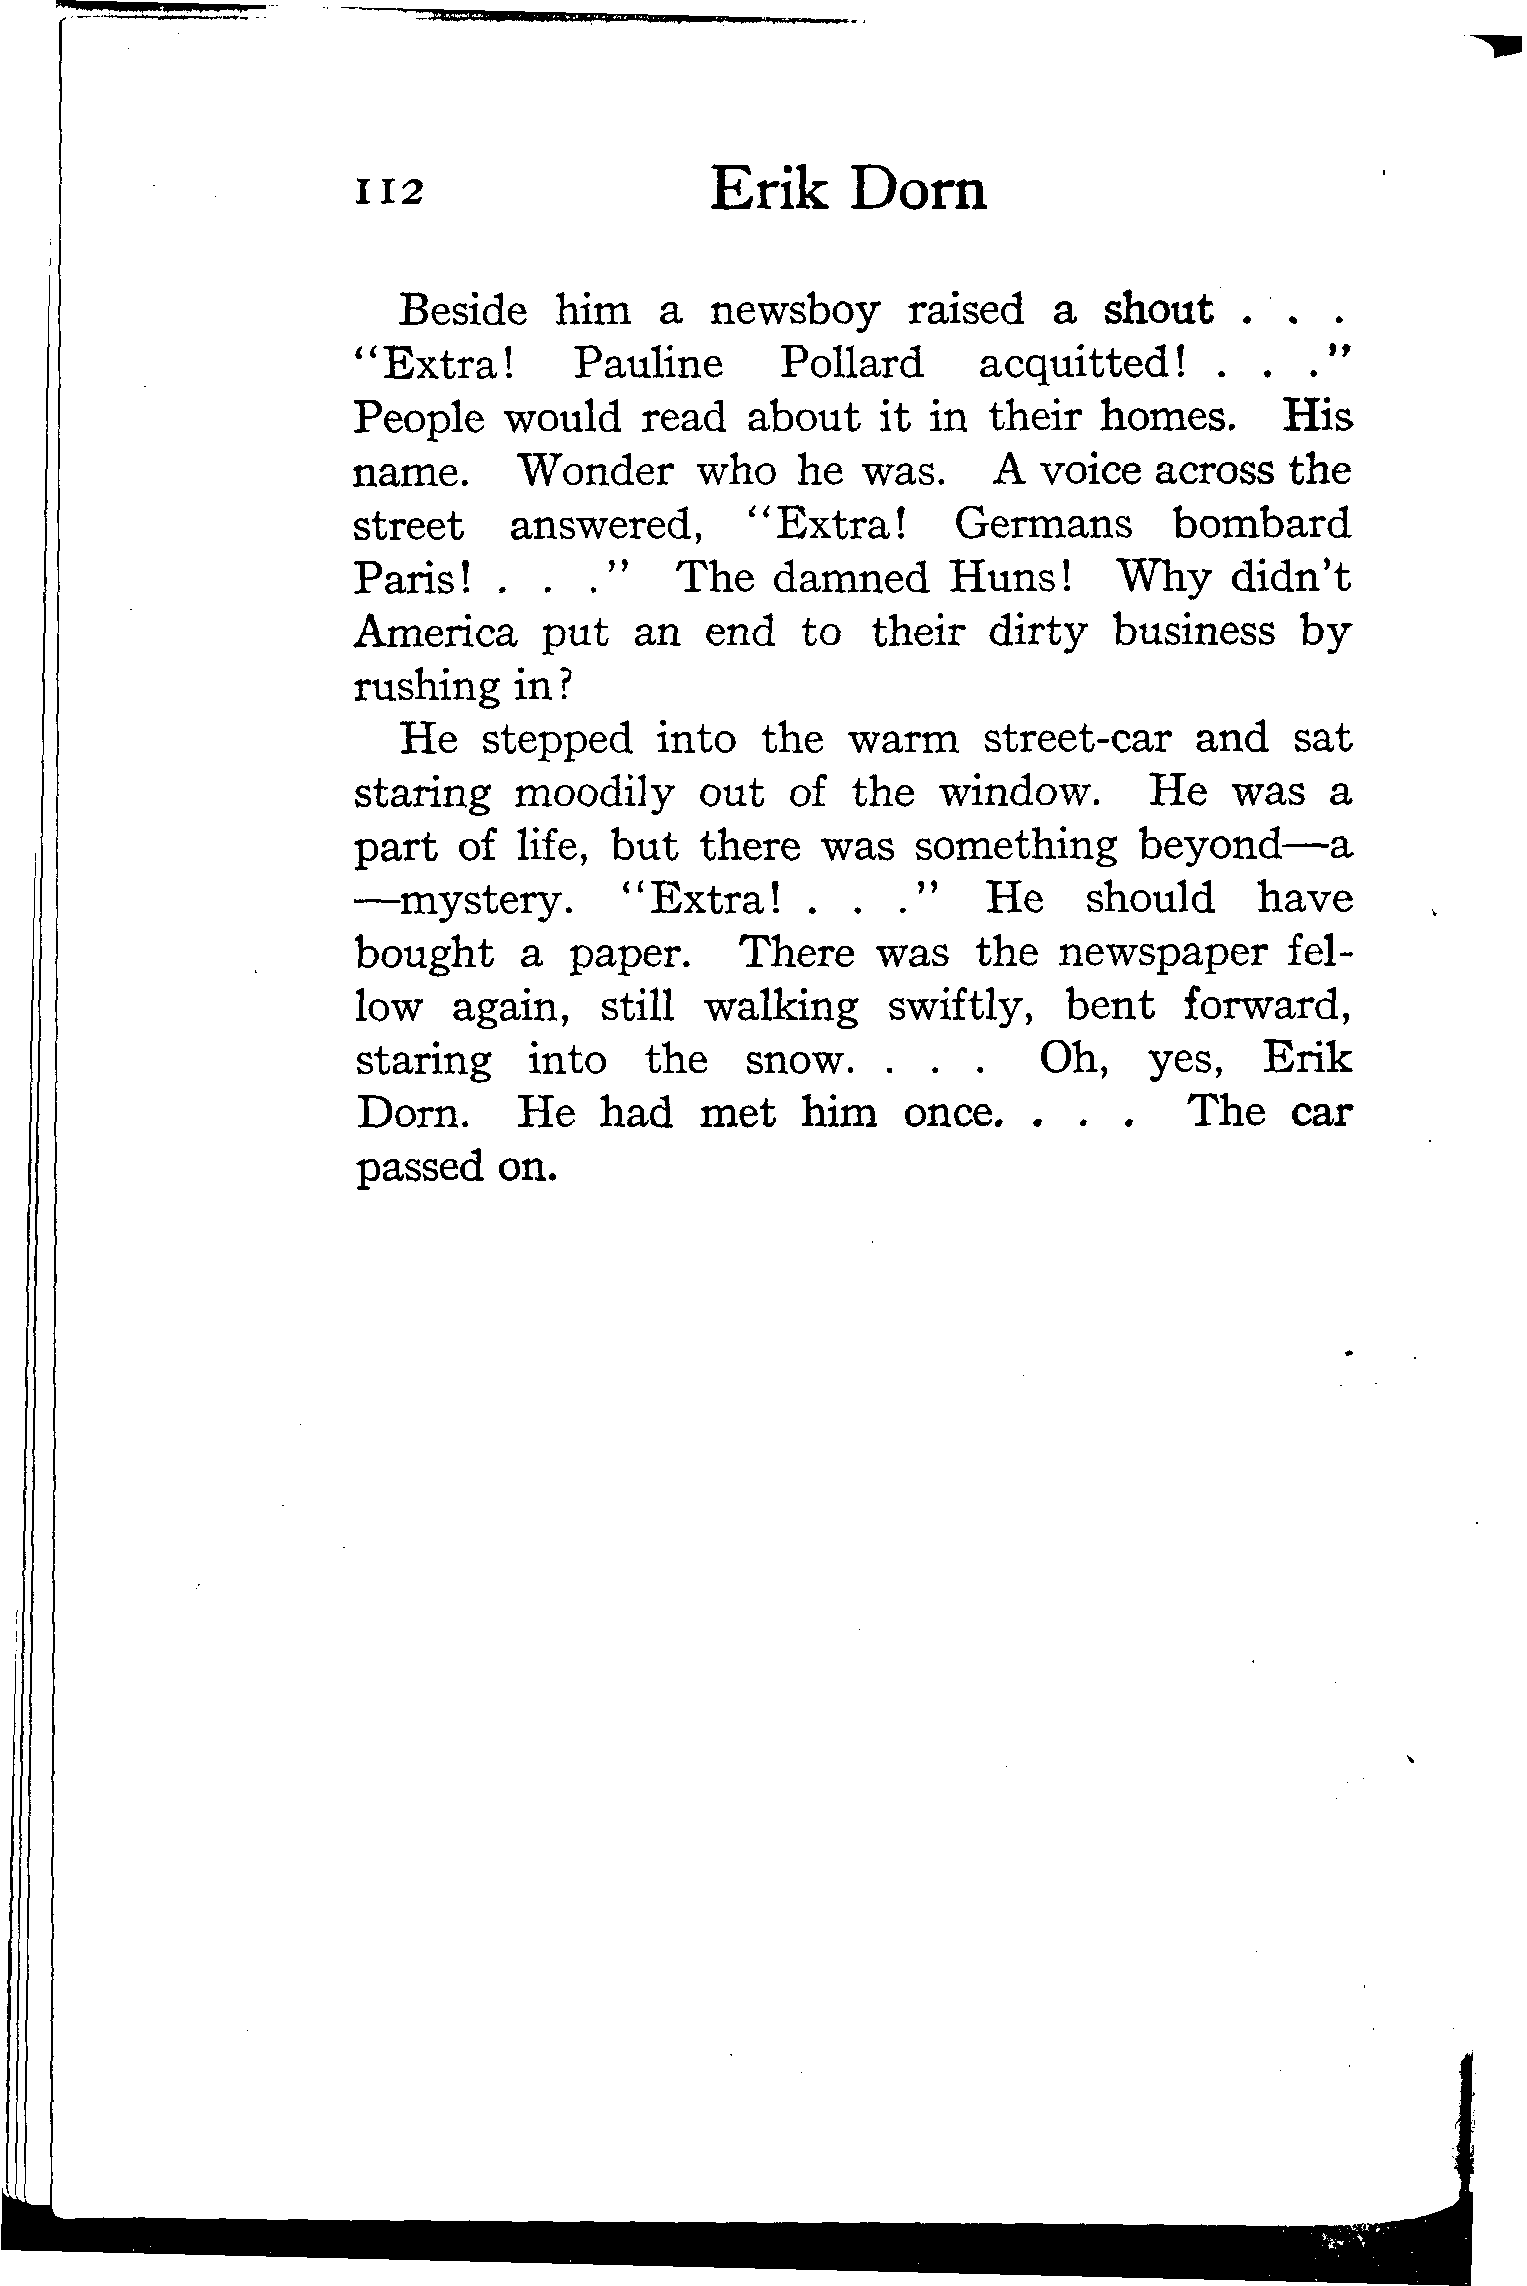 112 Erik Dorn
Beside him a newsboy raised a shout . . .
“Extra! Pauline Pollard acquitted! . . .”
People would read about it in their homes. His
name. Wonder who he was. A voice across the
street answered, “Extra! Germans bombard
Paris! . . .” The damned Huns! Why didn't
America put an end to their dirty business by
rushing in?
He stepped into the warm street-car and sat
staring moodily out of the window. He was a
part of life, but there was something beyond—a
—mystery. “Extra! . . .” He should have
bought a paper. There was the newspaper fel-
low again, still walking swiftly, bent forward,
staring into the snow. . . . Oh, yes, Erik
Dorn. He had met him once. . . . The car
passed on.